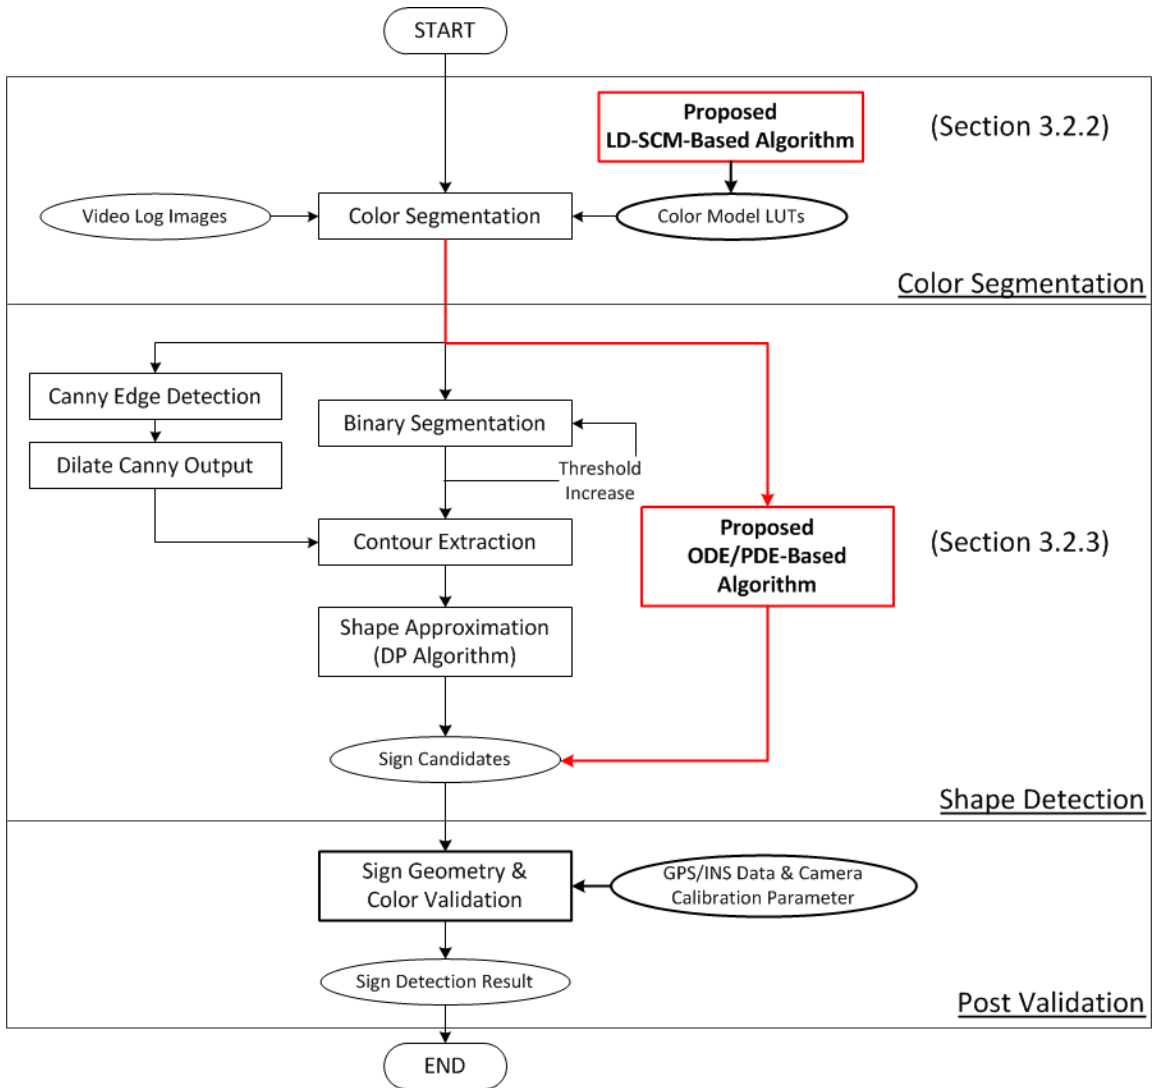 START
Proposed
LD-SCM-Based Algorithm
(Section 3.2.2)
Video Log Images
Color Segmentation
Color Model LUTs
Color Segmentation
Canny Edge Detection
Binary Segmentation
Dilate Canny Output
Threshold
Increase
Contour Extraction
Proposed
ODE/PDE-Based
Algorithm
(Section 3.2.3)
Shape Approximation
(DP Algorithm)
Sign Candidates
Shape Detection
Sign Geometry &
Color Validation
GPS/INS Data & Camera
Calibration Parameter
Sign Detection Result
Post Validation
END